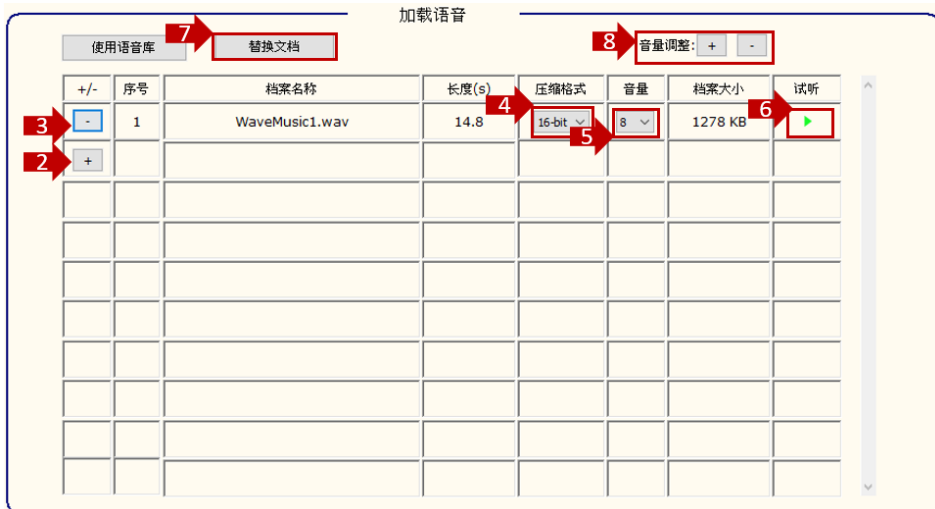 加载语音
7
使用语音库
替换文档
8
音量调整: + -
+/- 序号 档案名称 长度(s) 压缩格式 音量 档案大小 试听
4 6
3 - 1 WaveMusic1.wav 14.8 16-bit 8 1278 KB
5
2 +